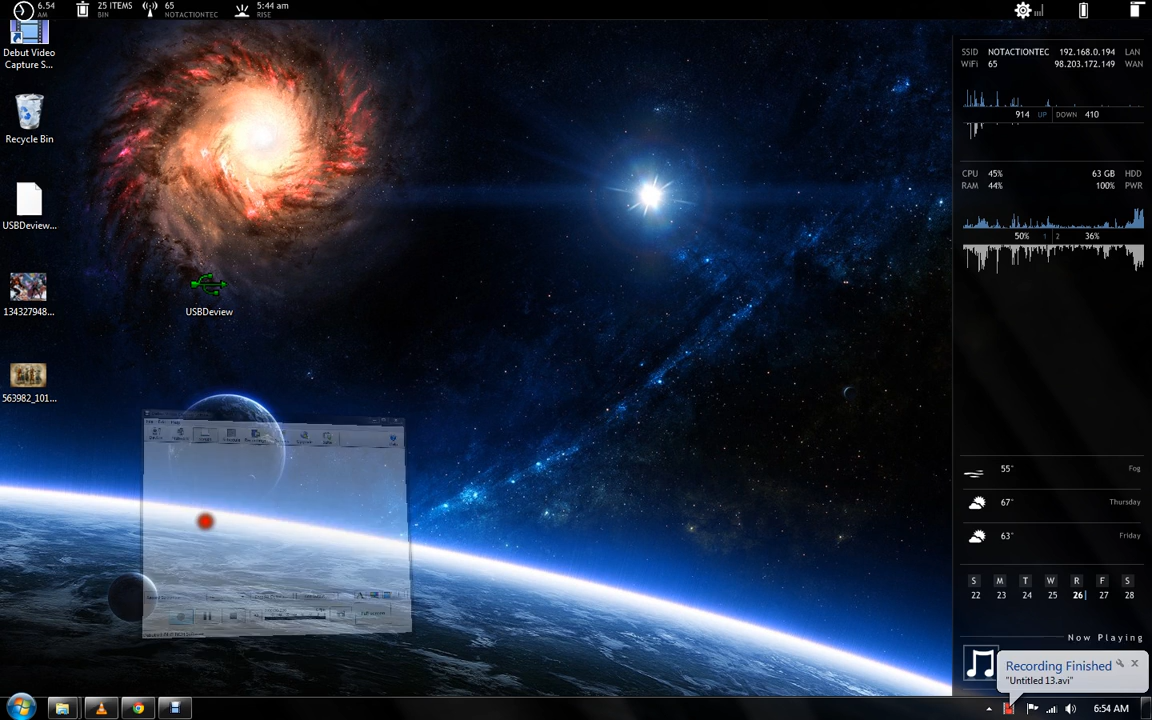 6.54
AM
25 ITEMS
BIN
65
NOTACTIONTEC
5:44 am
RISE
Debut Video
Capture S...
Recycle Bin
USBDeview...
134327948...
563982_101...
USBDeview
SSID NOTACTIONTEC 192.168.0.194 LAN
WiFi 65 98.203.172.149 WAN
914 UP DOWN 410
CPU 45% 63 GB HDD
RAM 44% 100% PWR
50% 1 2 36%
55° Fog
67° Thursday
63° Friday
S M T W R F S
22 23 24 25 26 27 28
Now Playing
Recording Finished
"Untitled 13.avi"
6:54 AM